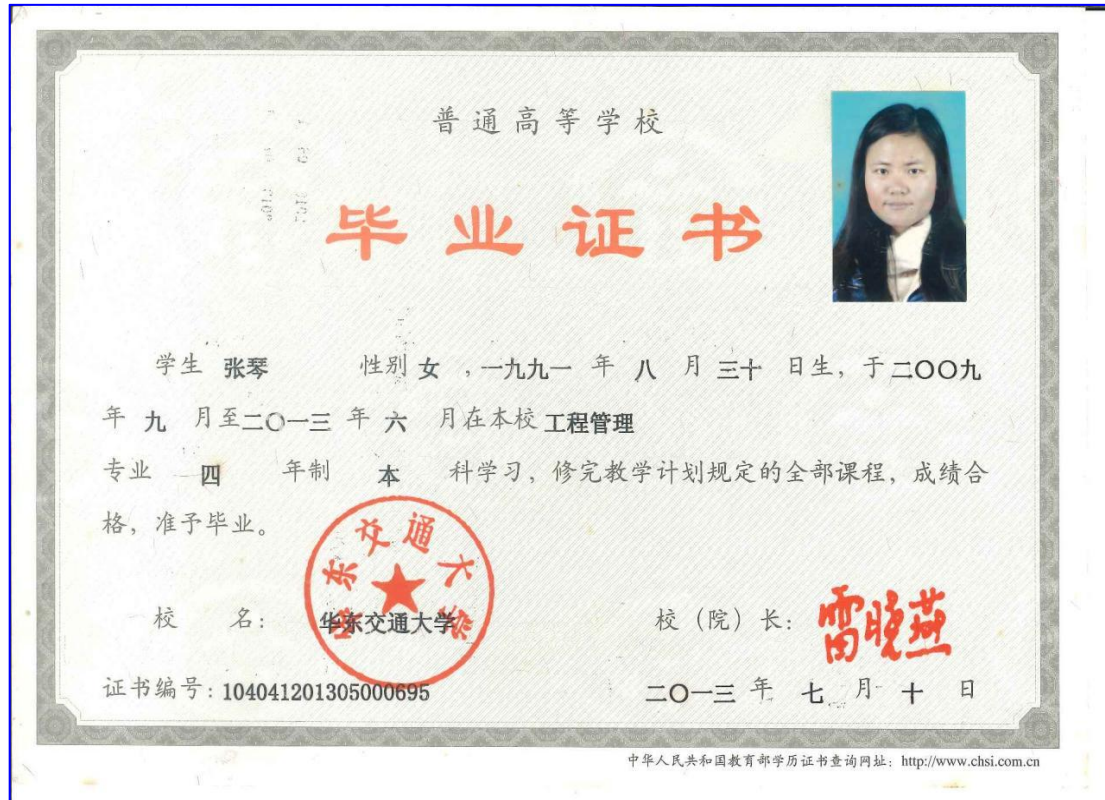 普通高等学校
毕业证书
学生 张琴 性别 女 ,一九九一 年 八 月 三十 日生，于二〇〇九
年 九 月至二〇一三 年 六 月在本校 工程管理
专业 四 年制 本 科学习，修完教学计划规定的全部课程，成绩合
格，准予毕业。
华东交通大学
校 名： 华东交通大学 校（院）长：雷晓燕
证书编号：104041201305000695 二〇一三 年 七 月 十 日
中华人民共和国教育部学历证书查询网址：http://www.chsi.com.cn